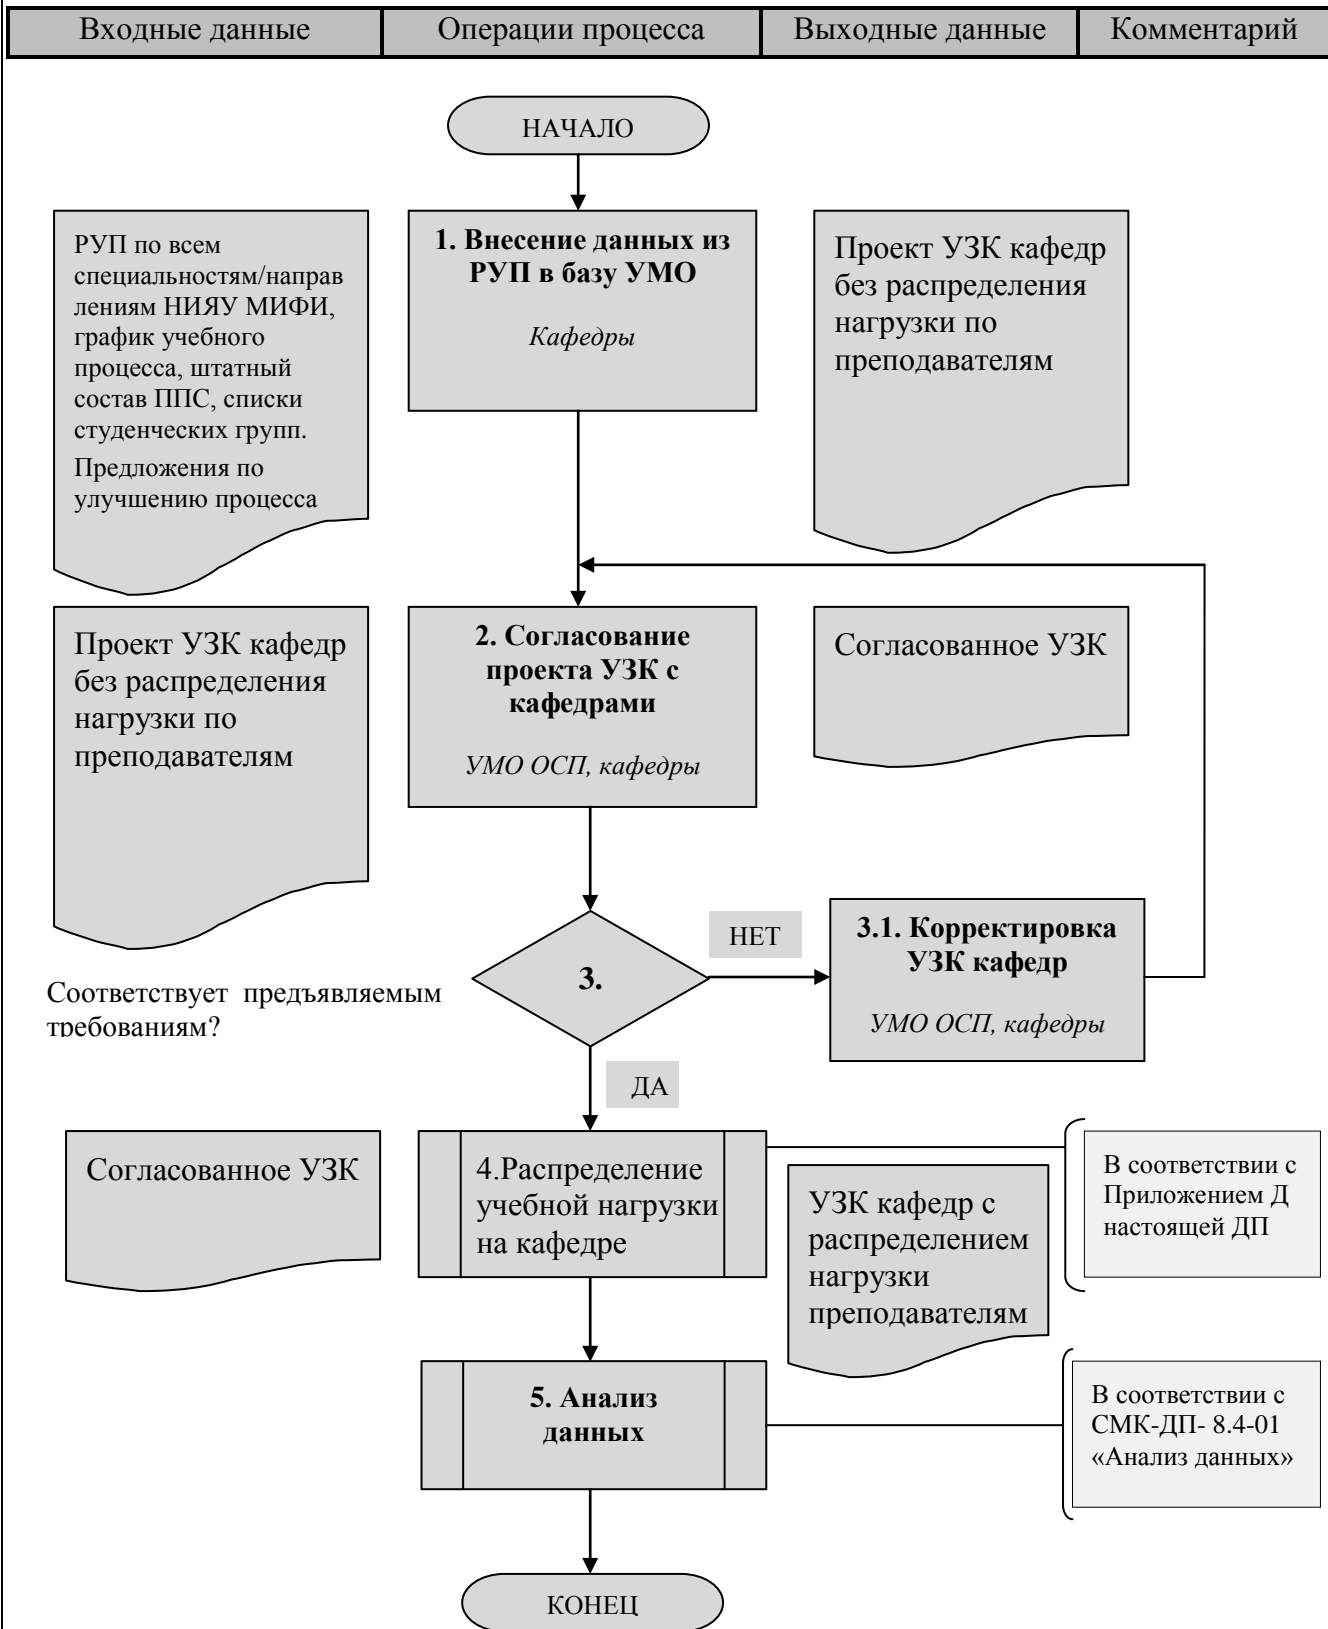 Входные данные
Операции процесса
Выходные данные
Комментарий
НАЧАЛО
РУП по всем
специальностям/направ
лениям НИЯУ МИФИ,
график учебного
процесса, штатный
состав ППС, списки
студенческих групп.
Предложения по
улучшению процесса
1. Внесение данных из
РУП в базу УМО
Кафедры
Проект УЗК кафедр
без распределения
нагрузки по
преподавателям
Проект УЗК кафедр
без распределения
нагрузки по
преподавателям
2. Согласование
проекта УЗК с
кафедрами
УМО ОСП, кафедры
Согласованное УЗК
Соответствует предъявляемым
требованиям?
3.
НЕТ
3.1. Корректировка
УЗК кафедр
УМО ОСП, кафедры
ДА
Согласованное УЗК
4.Распределение
учебной нагрузки
на кафедре
УЗК кафедр с
распределением
нагрузки
преподавателям
В соответствии с
Приложением Д
настоящей ДП
5. Анализ
данных
В соответствии с
СМК-ДП- 8.4-01
«Анализ данных»
КОНЕЦ